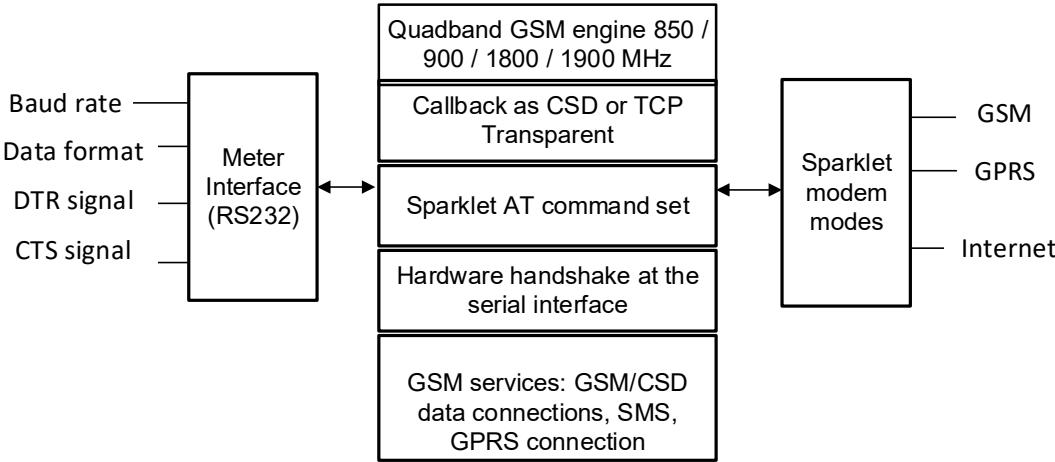 Baud rate
Data format
DTR signal
CTS signal
Meter
Interface
(RS232)
Quadband GSM engine 850 /
900 / 1800 / 1900 MHz
Callback as CSD or TCP
Transparent
Sparklet AT command set
Hardware handshake at the
serial interface
GSM services: GSM/CSD
data connections, SMS,
GPRS connection
Sparklet
modem
modes
GSM
GPRS
Internet